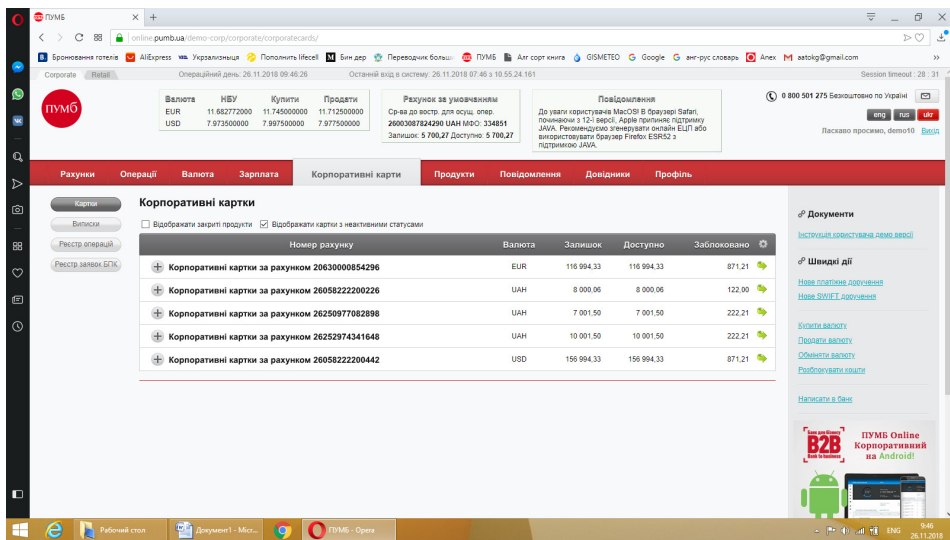 ПУМБ
online.pumb.ua/demo-corp/corporate/corporatecards/
Бронювання готелів AliExpress Укрзализныця Пополнить lifecell Бин дер Переводчик больш ПУМБ Алг сорт книга GISMETEO Google анг-рус словарь Anex aatokg@gmail.com
Corporate Retail Операційний день: 26.11.2018 09:46:26 Останній вхід в систему: 26.11.2018 07:46 з 10.55.24.161 Session timeout : 28 : 31
ПУМБ
Валюта НБУ Купити Продати
EUR 11.682772000 11.745000000 11.712500000
USD 7.973500000 7.997500000 7.977500000
Рахунок за умовчанням
Ср-ва до востр. для осущ. опер.
26003087824290 UAH МФО: 334851
Залишок: 5 700,27 Доступно: 5 700,27
Повідомлення
До уваги користувачів MacOS! В браузері Safari,
починаючи з 12-ї версії, Apple припиняє підтримку
JAVA. Рекомендуємо згенерувати онлайн ЕЦП або
використовувати браузер Firefox ESR52 з
підтримкою JAVA.
0 800 501 275 Безкоштовно по Україні
eng rus ukr
Ласкаво просимо, demo10 Вихід
Рахунки Операції Валюта Зарплата Корпоративні карти Продукти Повідомлення Довідники Профіль
Картки
Виписки
Реєстр операцій
Реєстр заявок БПК
Корпоративні картки
Відображати закриті продукти Відображати картки з неактивними статусами
Номер рахунку Валюта Залишок Доступно Заблоковано
Корпоративні картки за рахунком 20630000854296 EUR 116 994,33 116 994,33 871,21
Корпоративні картки за рахунком 26058222200226 UAH 8 000,06 8 000,06 122,00
Корпоративні картки за рахунком 26250977082898 UAH 7 001,50 7 001,50 222,21
Корпоративні картки за рахунком 26252974341648 UAH 10 001,50 10 001,50 222,21
Корпоративні картки за рахунком 26058222200442 USD 156 994,33 156 994,33 871,21
Документи
Інструкція користувача демо версії
Швидкі дії
Нове платіжне доручення
Нове SWIFT доручення
Купити валюту
Продати валюту
Обміняти валюту
Розблокувати кошти
Написати в банк
Банк для бізнесу
B2B
Bank to business
ПУМБ Online
Корпоративний
на Android!
Рабочий стол Документ1 - Micr... ПУМБ - Opera ENG 9:46
26.11.2018